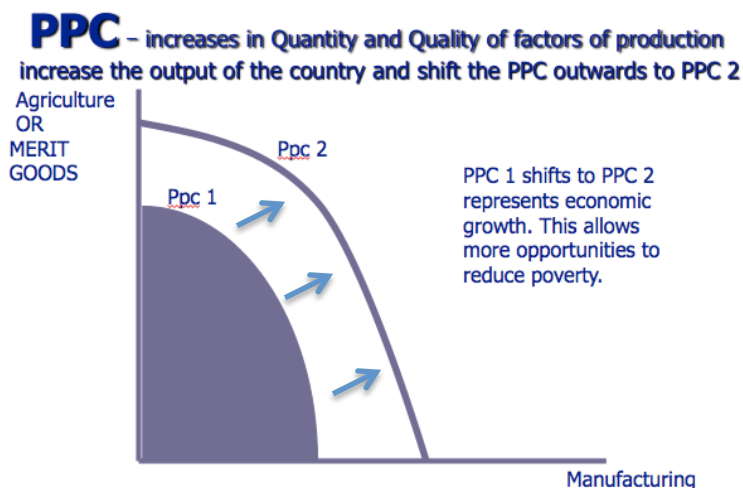 PPC – increases in Quantity and Quality of factors of production
increase the output of the country and shift the PPC outwards to PPC 2
Agriculture
OR
MERIT
GOODS
Ppc 2
Ppc 1
PPC 1 shifts to PPC 2
represents economic
growth. This allows
more opportunities to
reduce poverty.
Manufacturing